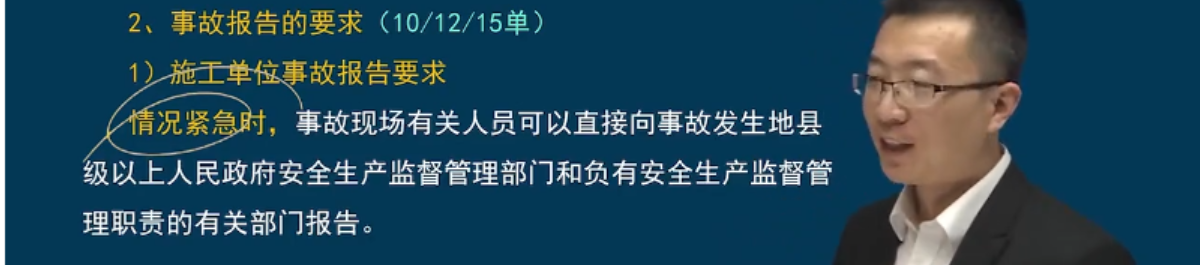 2、事故报告的要求（10/12/15单）
1）施工单位事故报告要求
情况紧急时，事故现场有关人员可以直接向事故发生地县
级以上人民政府安全生产监督管理部门和负有安全生产监督管
理职责的有关部门报告。